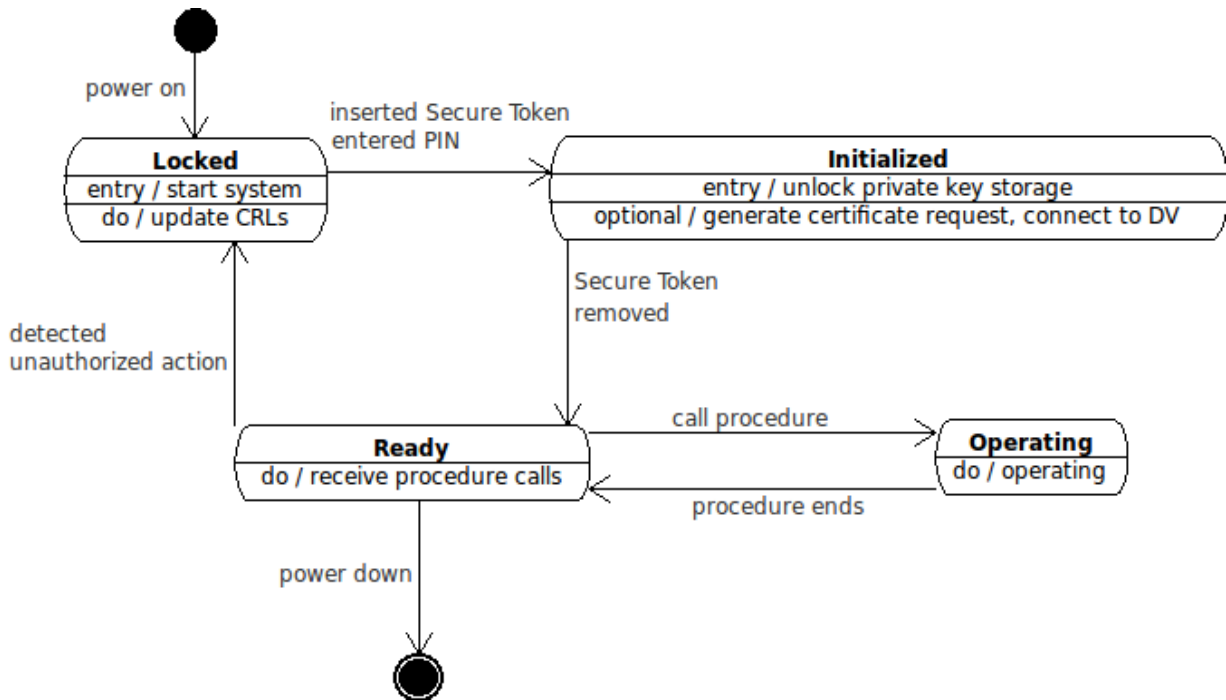 power on
inserted Secure Token
entered PIN
Locked
entry / start system
do / update CRLs
Initialized
entry / unlock private key storage
optional / generate certificate request, connect to DV
Secure Token
removed
detected
unauthorized action
call procedure
Ready
do / receive procedure calls
Operating
do / operating
procedure ends
power down